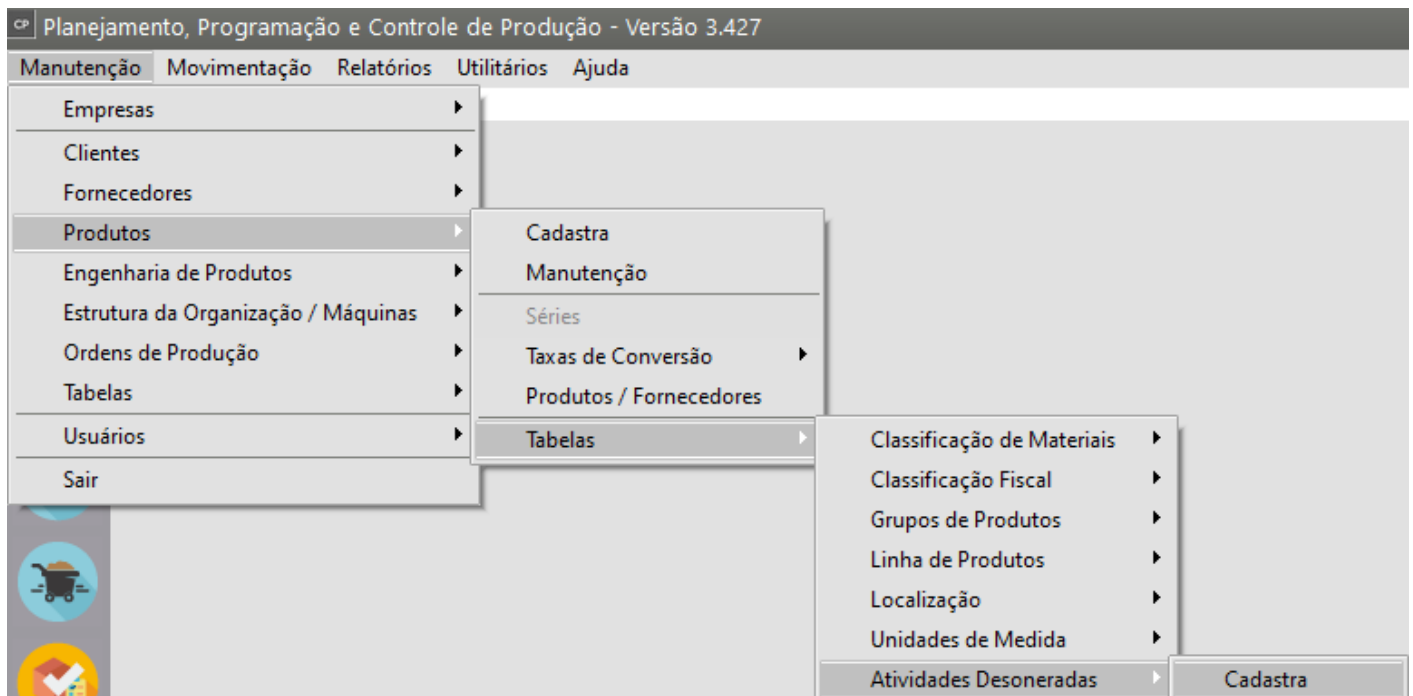 CP Planejamento, Programação e Controle de Produção - Versão 3.427
Manutenção Movimentação Relatórios Utilitários Ajuda
Empresas
Clientes
Fornecedores
Produtos
Engenharia de Produtos
Estrutura da Organização / Máquinas
Ordens de Produção
Tabelas
Usuários
Sair
Cadastra
Manutenção
Séries
Taxas de Conversão
Produtos / Fornecedores
Tabelas
Classificação de Materiais
Classificação Fiscal
Grupos de Produtos
Linha de Produtos
Localização
Unidades de Medida
Atividades Desoneradas
Cadastra